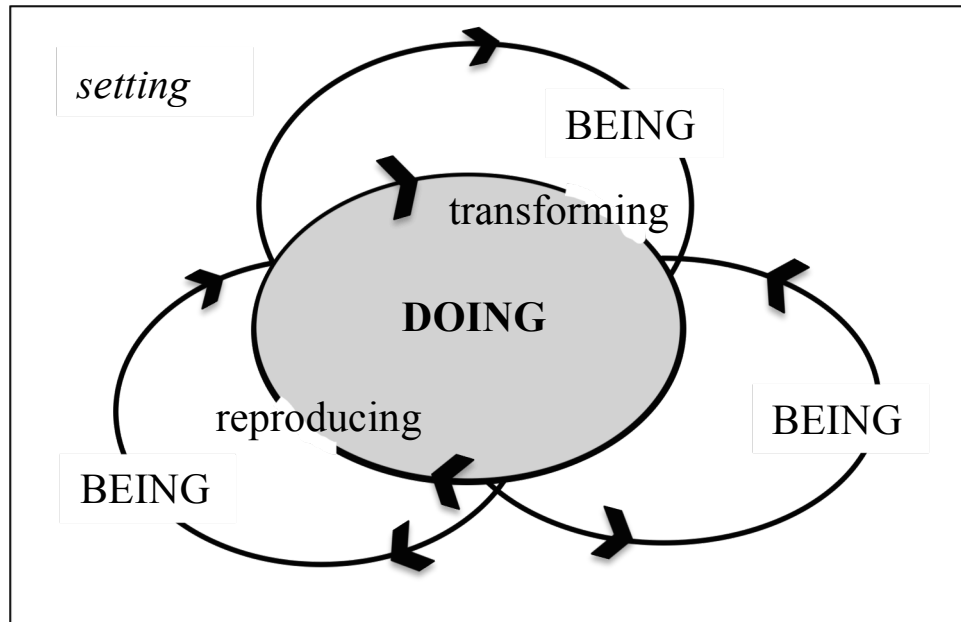 setting
BEING
transforming
DOING
reproducing
BEING
BEING